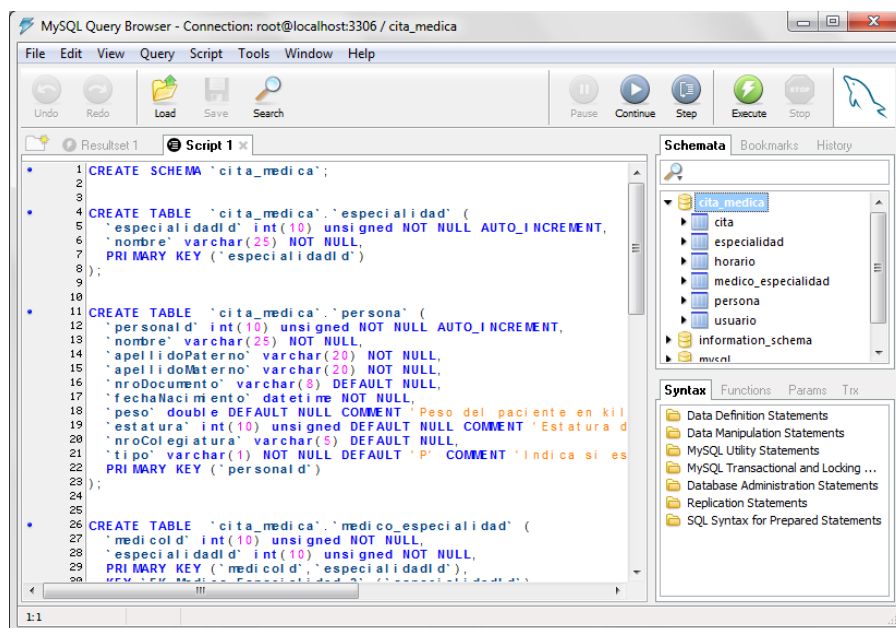 MySQL Query Browser - Connection: root@localhost:3306 / cita_medica
File Edit View Query Script Tools Window Help
Undo Redo Load Save Search Pause Continue Step Execute Stop
Resultset 1 Script 1
1 CREATE SCHEMA `cita_medica`;
2
3
4 CREATE TABLE `cita_medica`.`especialidad` (
5 `especialidadId` int(10) unsigned NOT NULL AUTO_INCREMENT,
6 `nombre` varchar(25) NOT NULL,
7 PRIMARY KEY (`especialidadId`)
8 );
9
10
11 CREATE TABLE `cita_medica`.`persona` (
12 `personaId` int(10) unsigned NOT NULL AUTO_INCREMENT,
13 `nombre` varchar(25) NOT NULL,
14 `apellidoPaterno` varchar(20) NOT NULL,
15 `apellidoMaterno` varchar(20) NOT NULL,
16 `nroDocumento` varchar(8) DEFAULT NULL,
17 `fechaNacimiento` datetime NOT NULL,
18 `peso` double DEFAULT NULL COMMENT 'Peso del paciente en kil
19 `estatura` int(10) unsigned DEFAULT NULL COMMENT 'Estatura d
20 `nroColegiatura` varchar(5) DEFAULT NULL,
21 `tipo` varchar(1) NOT NULL DEFAULT 'P' COMMENT 'Indica si es
22 PRIMARY KEY (`personaId`)
23 );
24
25
26 CREATE TABLE `cita_medica`.`medico_especialidad` (
27 `medicoId` int(10) unsigned NOT NULL,
28 `especialidadId` int(10) unsigned NOT NULL,
29 PRIMARY KEY (`medicoId`,`especialidadId`),
Schemata Bookmarks History
cita_medica
cita
especialidad
horario
medico_especialidad
persona
usuario
information_schema
mysql
Syntax Functions Params Trx
Data Definition Statements
Data Manipulation Statements
MySQL Utility Statements
MySQL Transactional and Locking ...
Database Administration Statements
Replication Statements
SQL Syntax for Prepared Statements
1:1